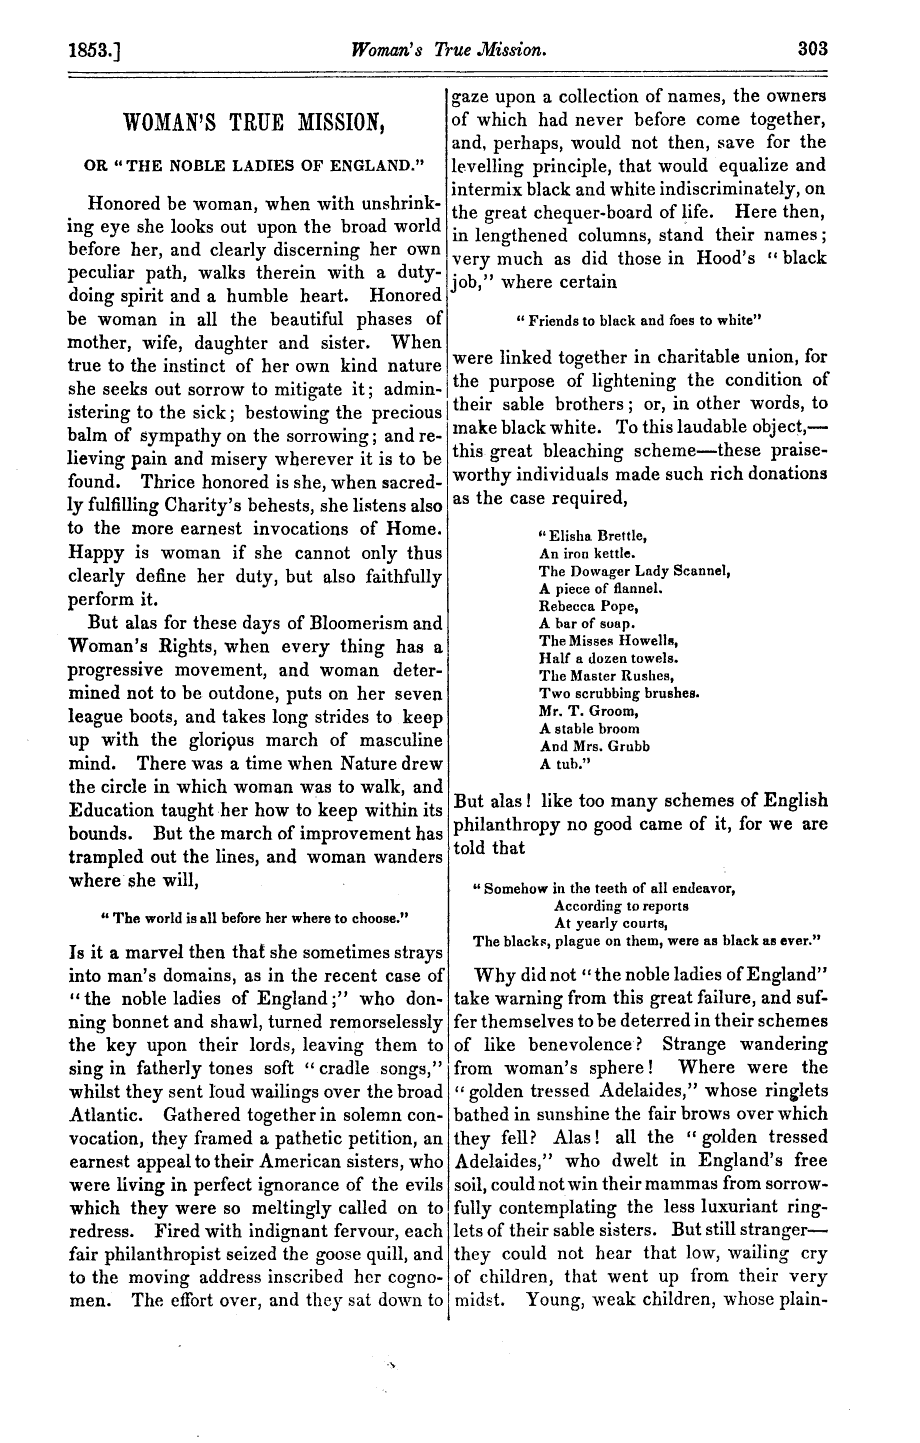 1853.] Woman's True Mission. 303
WOMAN'S TRUE MISSION,
OR "THE NOBLE LADIES OF ENGLAND."
Honored be woman, when with unshrink-
ing eye she looks out upon the broad world
before her, and clearly discerning her own
peculiar path, walks therein with a duty-
doing spirit and a humble heart. Honored
be woman in all the beautiful phases of
mother, wife, daughter and sister. When
true to the instinct of her own kind nature
she seeks out sorrow to mitigate it; admin-
istering to the sick; bestowing the precious
balm of sympathy on the sorrowing; and re-
lieving pain and misery wherever it is to be
found. Thrice honored is she, when sacred-
ly fulfilling Charity's behests, she listens also
to the more earnest invocations of Home.
Happy is woman if she cannot only thus
clearly define her duty, but also faithfully
perform it.
But alas for these days of Bloomerism and
Woman's Rights, when every thing has a
progressive movement, and woman deter-
mined not to be outdone, puts on her seven
league boots, and takes long strides to keep
up with the glorious march of masculine
mind. There was a time when Nature drew
the circle in which woman was to walk, and
Education taught her how to keep within its
bounds. But the march of improvement has
trampled out the lines, and woman wanders
where she will,
"The world is all before her where to choose."
Is it a marvel then that she sometimes strays
into man's domains, as in the recent case of
"the noble ladies of England;" who don-
ning bonnet and shawl, turned remorselessly
the key upon their lords, leaving them to
sing in fatherly tones soft "cradle songs,"
whilst they sent loud wailings over the broad
Atlantic. Gathered together in solemn con-
vocation, they framed a pathetic petition, an
earnest appeal to their American sisters, who
were living in perfect ignorance of the evils
which they were so meltingly called on to
redress. Fired with indignant fervour, each
fair philanthropist seized the goose quill, and
to the moving address inscribed her cogno-
men. The effort over, and they sat down to
gaze upon a collection of names, the owners
of which had never before come together,
and, perhaps, would not then, save for the
levelling principle, that would equalize and
intermix black and white indiscriminately, on
the great chequer-board of life. Here then,
in lengthened columns, stand their names;
very much as did those in Hood's "black
job," where certain
"Friends to black and foes to white"
were linked together in charitable union, for
the purpose of lightening the condition of
their sable brothers; or, in other words, to
make black white. To this laudable object,—
this great bleaching scheme—these praise-
worthy individuals made such rich donations
as the case required,
"Elisha Brettle,
An iron kettle.
The Dowager Lady Scannel,
A piece of flannel.
Rebecca Pope,
A bar of soap.
The Misses Howells,
Half a dozen towels.
The Master Rushes,
Two scrubbing brushes.
Mr. T. Groom,
A stable broom
And Mrs. Grubb
A tub."
But alas! like too many schemes of English
philanthropy no good came of it, for we are
told that
"Somehow in the teeth of all endeavor,
According to reports
At yearly courts,
The blacks, plague on them, were as black as ever."
Why did not "the noble ladies of England"
take warning from this great failure, and suf-
fer themselves to be deterred in their schemes
of like benevolence? Strange wandering
from woman's sphere! Where were the
"golden tressed Adelaides," whose ringlets
bathed in sunshine the fair brows over which
they fell? Alas! all the "golden tressed
Adelaides," who dwelt in England's free
soil, could not win their mammas from sorrow-
fully contemplating the less luxuriant ring-
lets of their sable sisters. But still stranger—
they could not hear that low, wailing cry
of children, that went up from their very
midst. Young, weak children, whose plain-